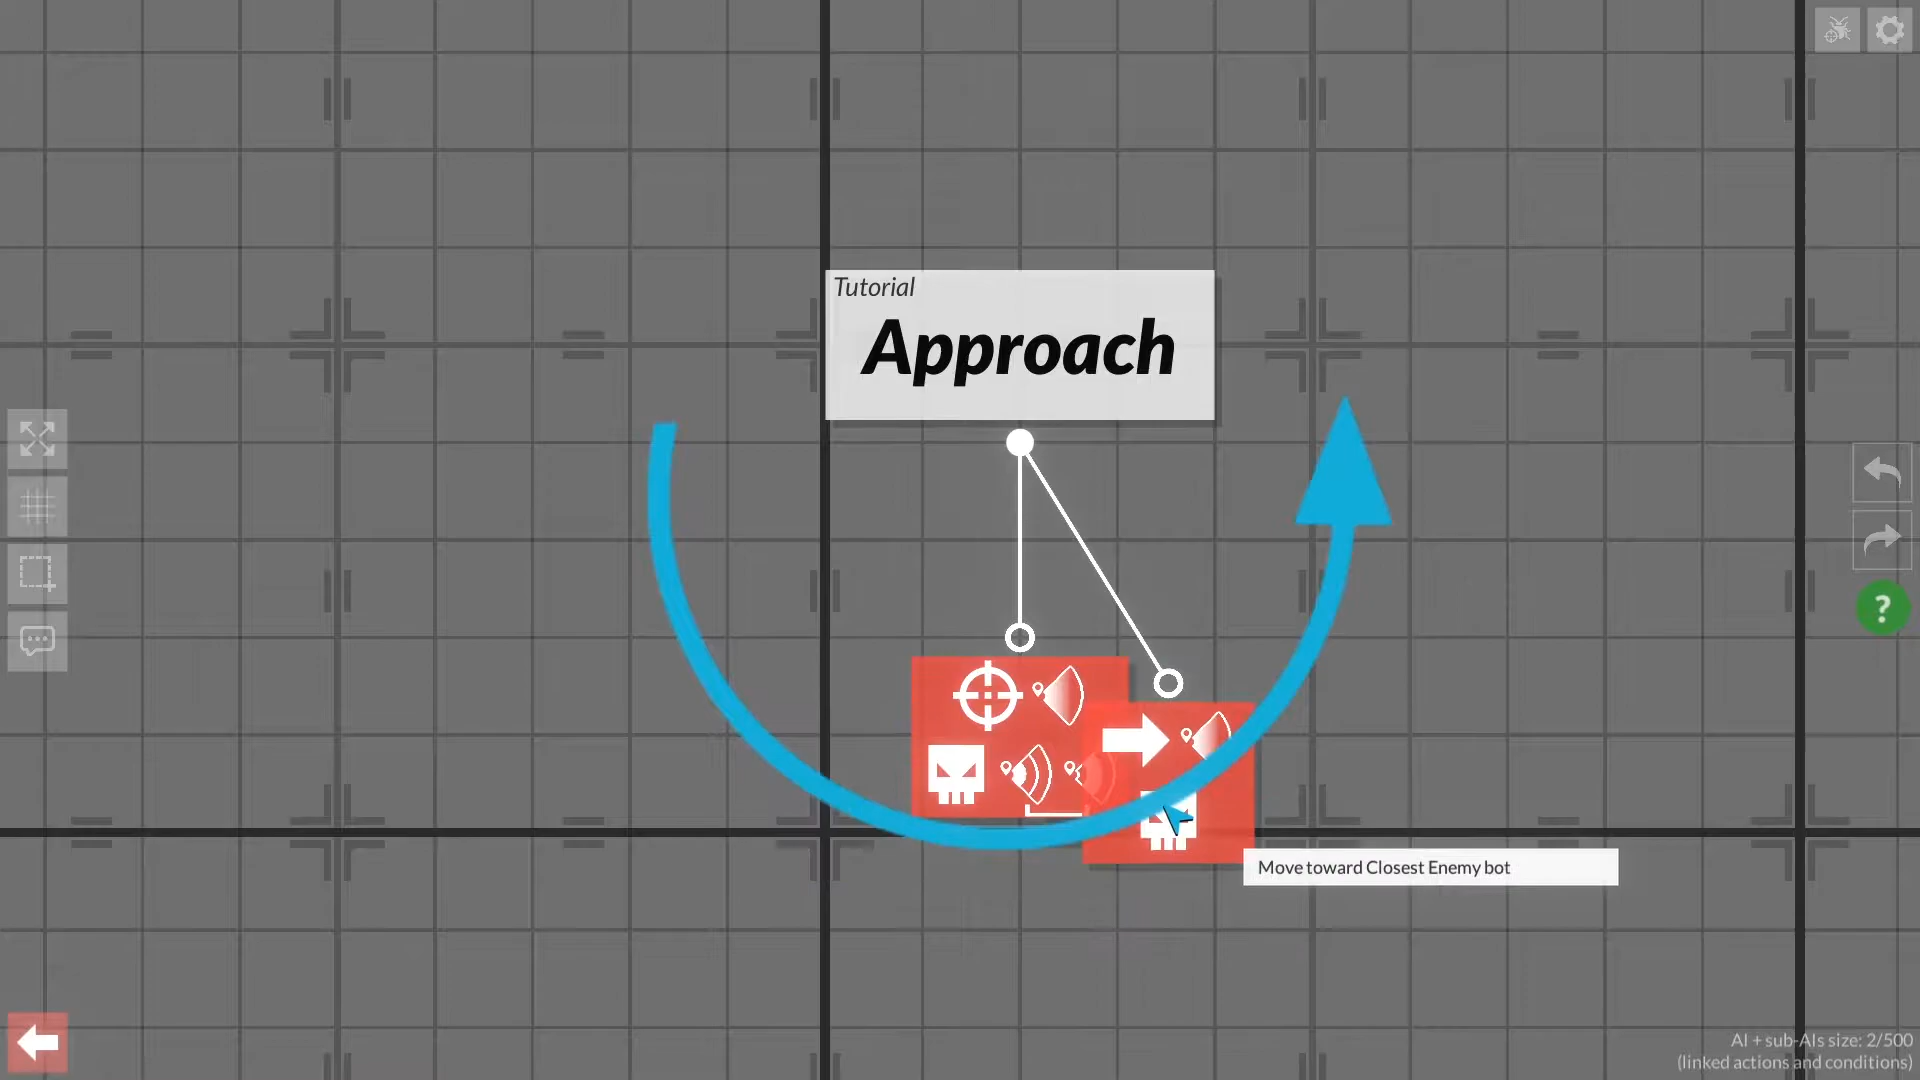 Tutorial
Approach
?
Move toward Closest Enemy bot
AI + sub-AIs size: 2/500
(linked actions and conditions)